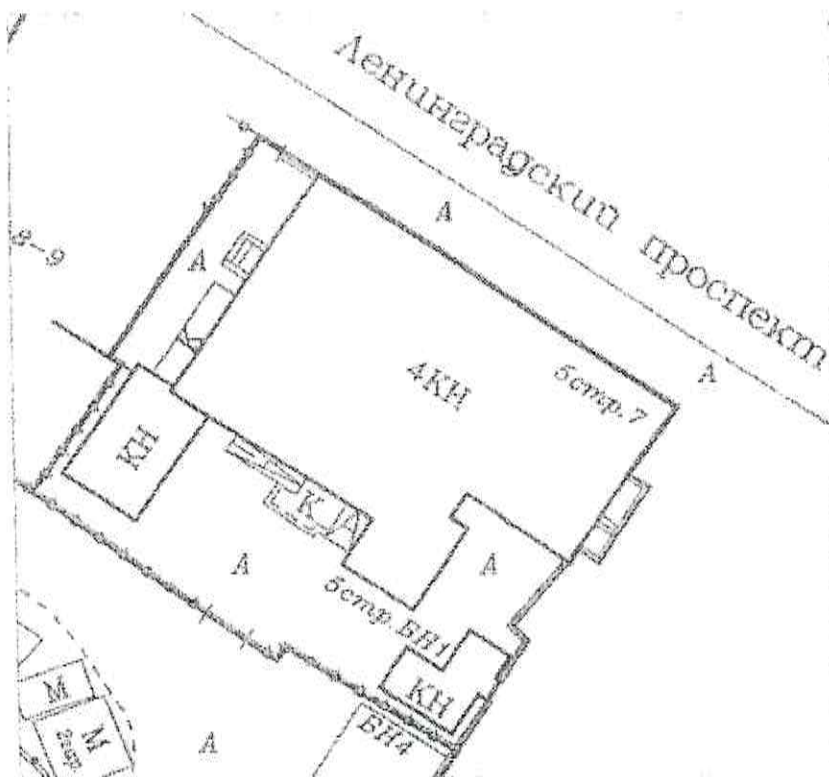 Ленинградский проспект
А
8-9
А
А
К
4КН
5стр.7
КН
К
А
А
5стр.БН1
КН
М
М
А
БН4